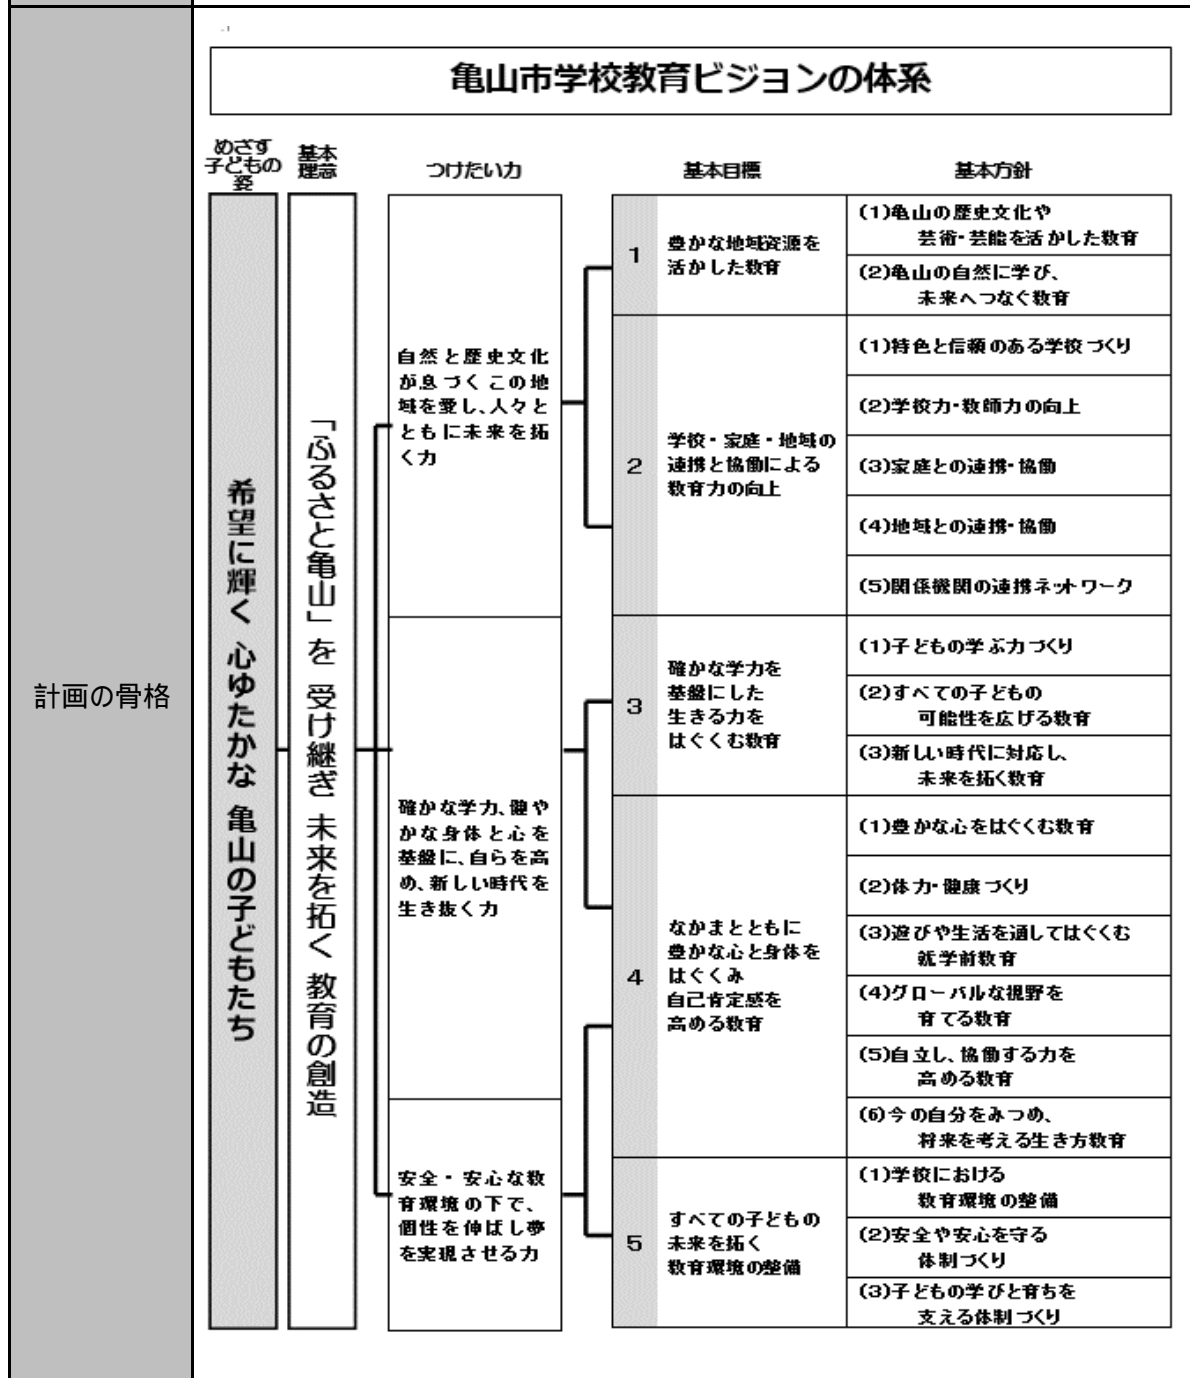 計画の骨格
亀山市学校教育ビジョンの体系
めざす
子どもの
姿
基本
理念
つけたい力
基本目標
基本方針
希望に輝く 心ゆたかな 亀山の子どもたち
「ふるさと亀山」を 受け継ぎ 未来を拓く 教育の創造
自然と歴史文化
が息づくこの地
域を愛し、人々と
ともに未来を拓
く力
確かな学力、健や
かな身体と心を
基盤に、自らを高
め、新しい時代を
生き抜く力
安全・安心な教
育環境の下で、
個性を伸ばし夢
を実現させる力
1
豊かな地域資源を
活かした教育
(1)亀山の歴史文化や
芸術・芸能を活かした教育
(2)亀山の自然に学び、
未来へつなぐ教育
2
学校・家庭・地域の
連携と協働による
教育力の向上
(1)特色と信頼のある学校づくり
(2)学校力・教師力の向上
(3)家庭との連携・協働
(4)地域との連携・協働
(5)関係機関の連携ネットワーク
3
確かな学力を
基盤にした
生きる力を
はぐくむ教育
(1)子どもの学ぶ力づくり
(2)すべての子どもの
可能性を広げる教育
(3)新しい時代に対応し、
未来を拓く教育
4
なかまとともに
豊かな心と身体を
はぐくみ
自己肯定感を
高める教育
(1)豊かな心をはぐくむ教育
(2)体力・健康づくり
(3)遊びや生活を通してはぐくむ
就学前教育
(4)グローバルな視野を
育てる教育
(5)自立し、協働する力を
高める教育
(6)今の自分をみつめ、
将来を考える生き方教育
5
すべての子どもの
未来を拓く
教育環境の整備
(1)学校における
教育環境の整備
(2)安全や安心を守る
体制づくり
(3)子どもの学びと育ちを
支える体制づくり